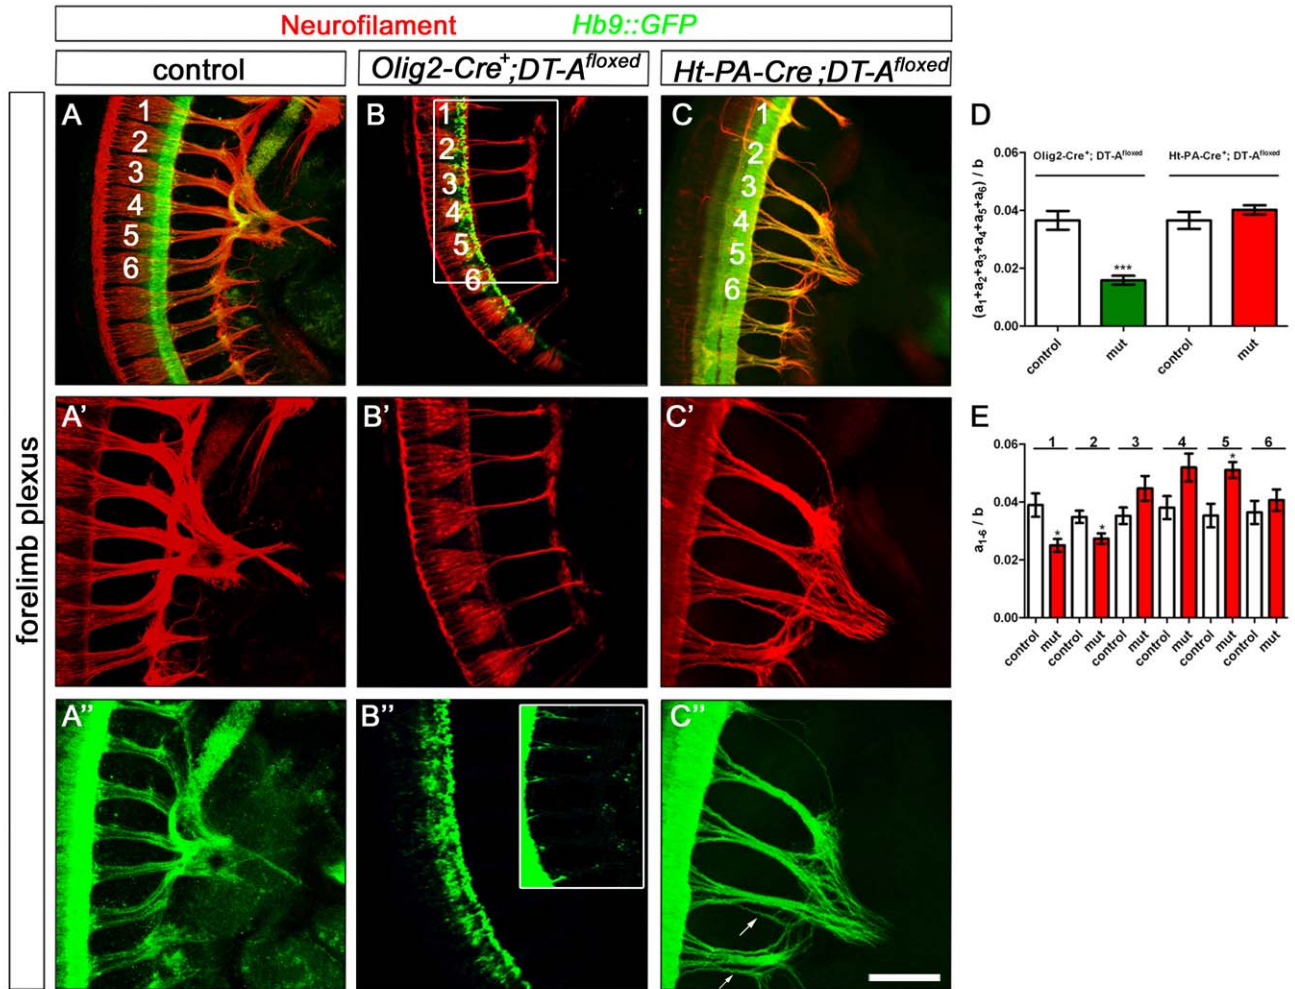 Neurofilament Hb9::GFP
control Olig2-Cre⁺;DT-Aᶠˡᵒˣᵉᵈ Ht-PA-Cre;DT-Aᶠˡᵒˣᵉᵈ
forelimb plexus
A
1
2
3
4
5
6
B
1
2
3
4
5
6
C
1
2
3
4
5
6
A'
B'
C'
A''
B''
C''
D
Olig2-Cre⁺; DT-Aᶠˡᵒˣᵉᵈ Ht-PA-Cre⁺; DT-Aᶠˡᵒˣᵉᵈ
(a₁+a₂+a₃+a₄+a₅+a₆) / b
0.06
0.04
0.02
0.00
***
control mut control mut
E
1 2 3 4 5 6
a₁₋₆ / b
0.06
0.04
0.02
0.00
* * *
control mut control mut control mut control mut control mut control mut